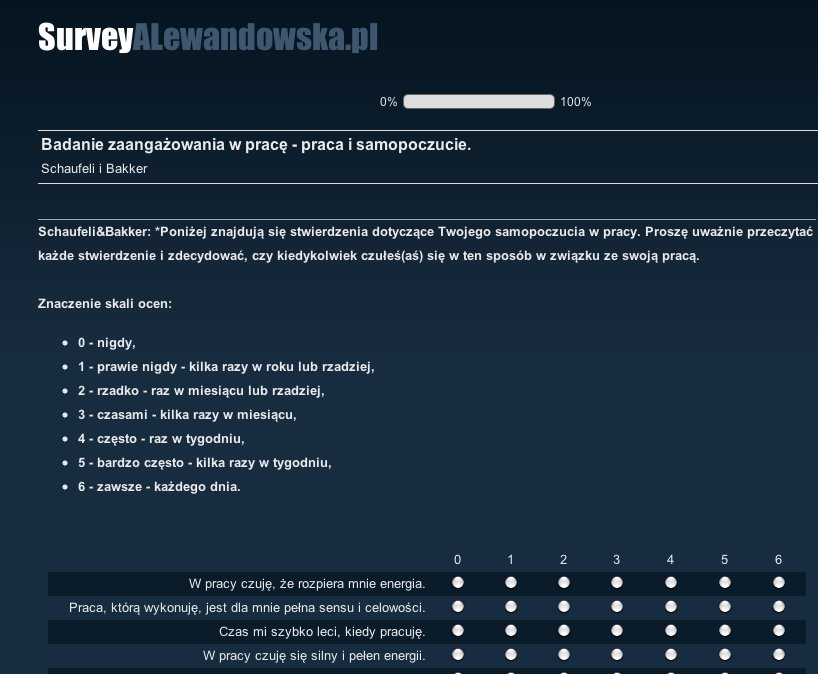 SurveyALewandowska.pl
0% 100%
Badanie zaangażowania w pracę - praca i samopoczucie.
Schaufeli i Bakker
Schaufeli&Bakker: *Poniżej znajdują się stwierdzenia dotyczące Twojego samopoczucia w pracy. Proszę uważnie przeczytać
każde stwierdzenie i zdecydować, czy kiedykolwiek czułeś(aś) się w ten sposób w związku ze swoją pracą.
Znaczenie skali ocen:
0 - nigdy,
1 - prawie nigdy - kilka razy w roku lub rzadziej,
2 - rzadko - raz w miesiącu lub rzadziej,
3 - czasami - kilka razy w miesiącu,
4 - często - raz w tygodniu,
5 - bardzo często - kilka razy w tygodniu,
6 - zawsze - każdego dnia.
0 1 2 3 4 5 6
W pracy czuję, że rozpiera mnie energia.
Praca, którą wykonuję, jest dla mnie pełna sensu i celowości.
Czas mi szybko leci, kiedy pracuję.
W pracy czuję się silny i pełen energii.